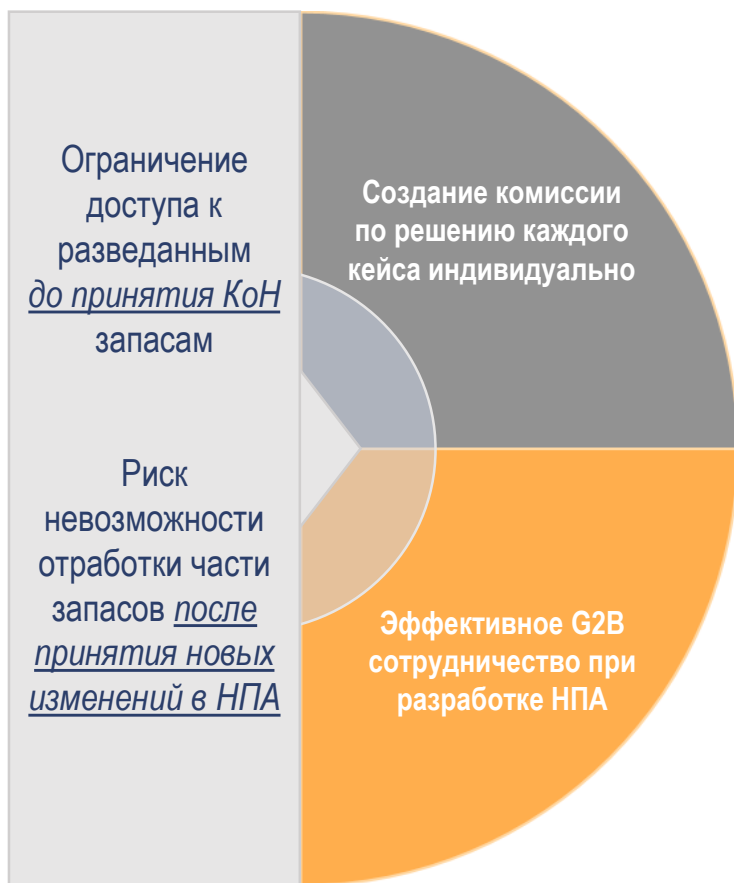 Ограничение
доступа к
разведанным
до принятия КоН
запасам
Риск
невозможности
отработки части
запасов после
принятия новых
изменений в НПА
Создание комиссии
по решению каждого
кейса индивидуально
Эффективное G2B
сотрудничество при
разработке НПА